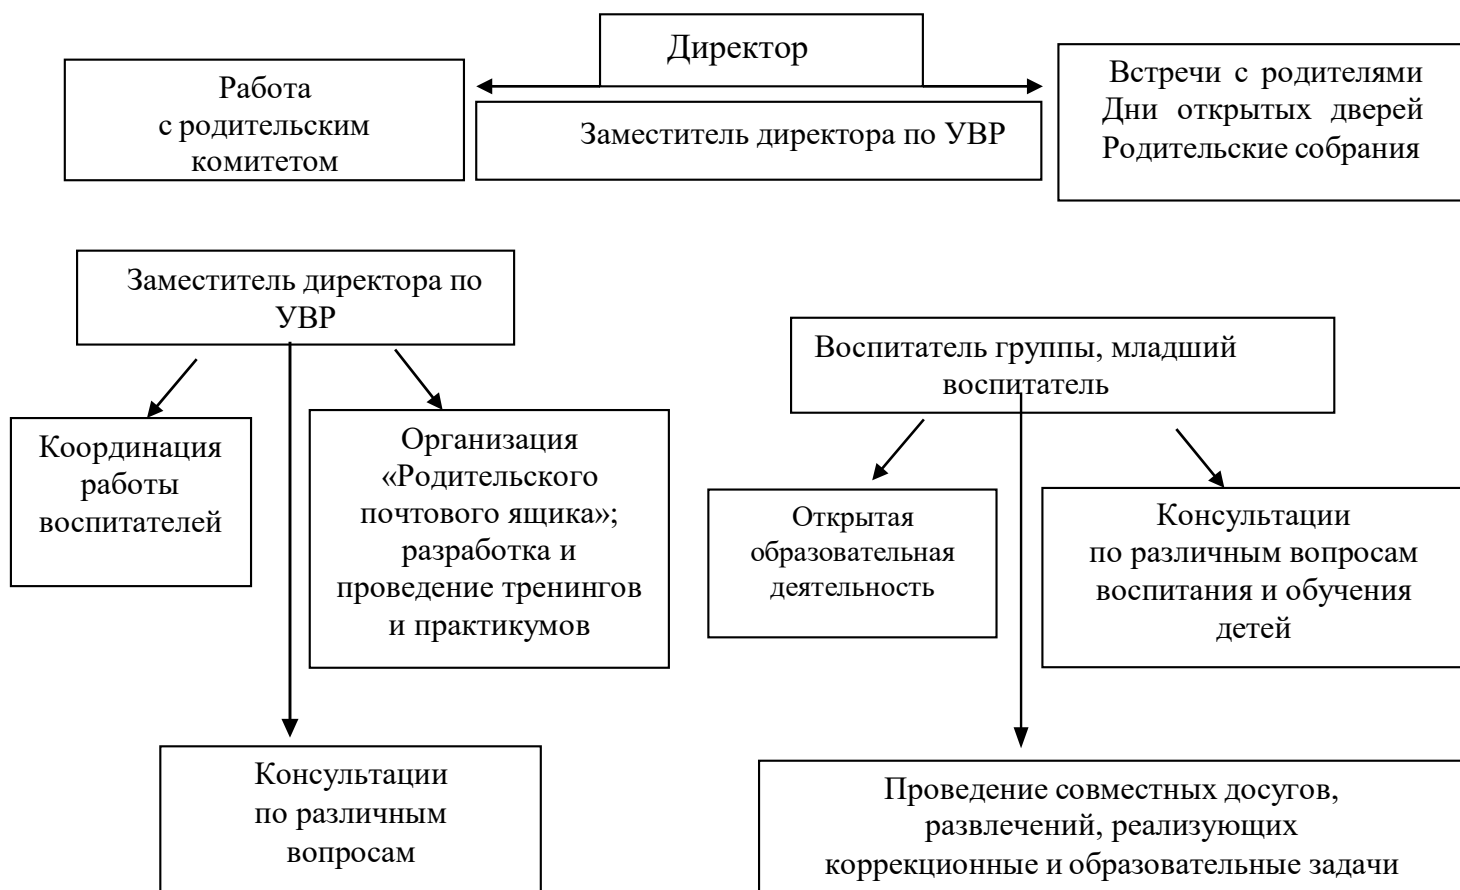 Директор
Работа
с родительским
комитетом
Заместитель директора по УВР
Встречи с родителями
Дни открытых дверей
Родительские собрания
Заместитель директора по
УВР
Воспитатель группы, младший
воспитатель
Координация
работы
воспитателей
Организация
«Родительского
почтового ящика»;
разработка и
проведение тренингов
и практикумов
Открытая
образовательная
деятельность
Консультации
по различным вопросам
воспитания и обучения
детей
Консультации
по различным
вопросам
Проведение совместных досугов,
развлечений, реализующих
коррекционные и образовательные задачи